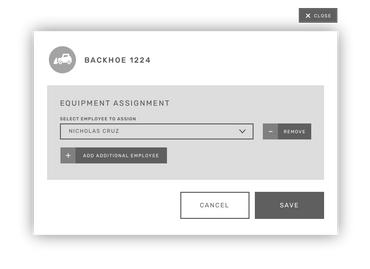 CLOSE
BACKHOE 1224
EQUIPMENT ASSIGNMENT
SELECT EMPLOYEE TO ASSIGN
NICHOLAS CRUZ
REMOVE
ADD ADDITIONAL EMPLOYEE
CANCEL
SAVE